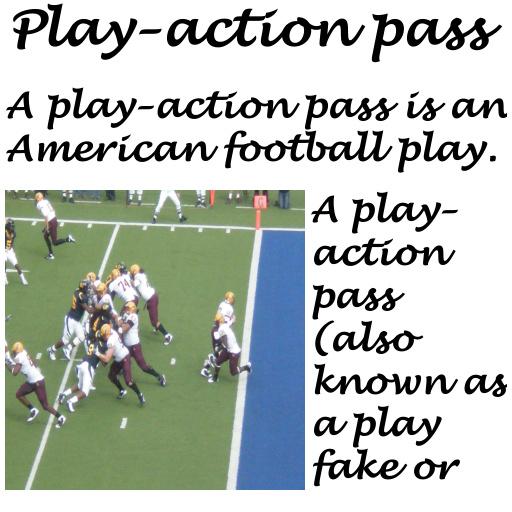 Play-action pass
A play-action pass is an
American football play.
A play-
action
pass
(also
known as
a play
fake or